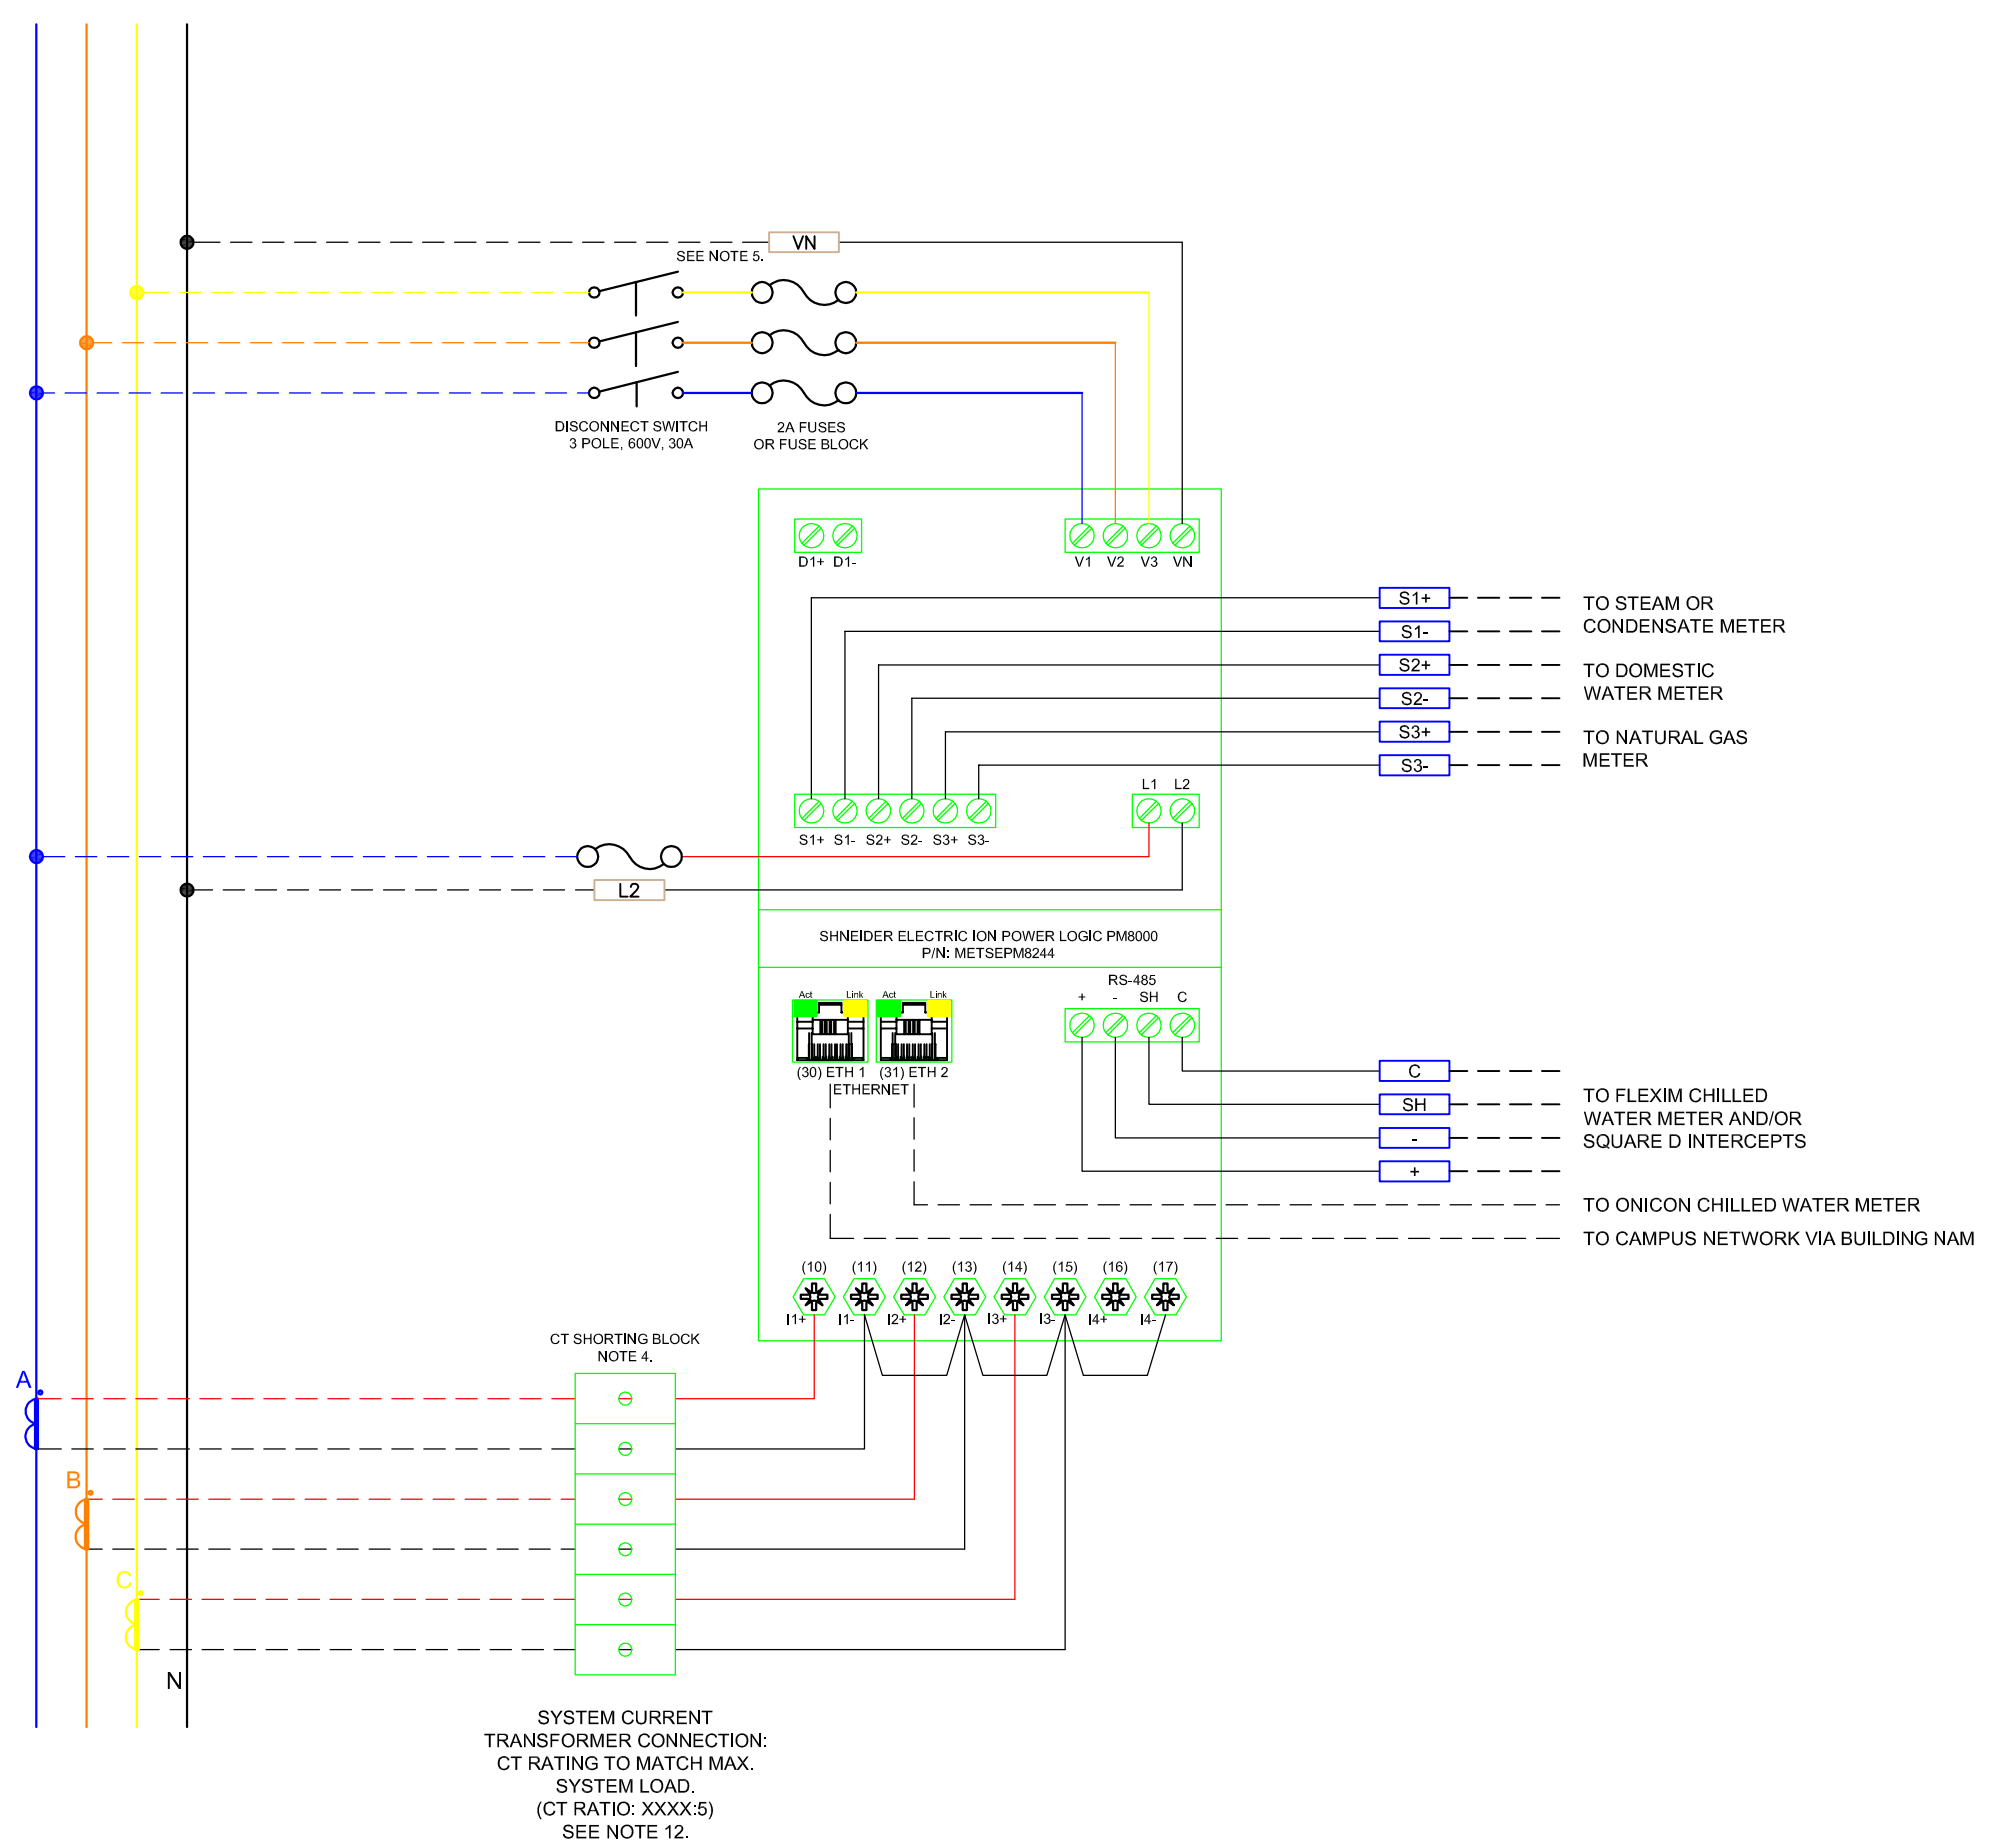 VN
SEE NOTE 5.
DISCONNECT SWITCH
3 POLE, 600V, 30A
2A FUSES
OR FUSE BLOCK
D1+ D1-
V1 V2 V3 VN
S1+
S1-
TO STEAM OR
CONDENSATE METER
S2+
S2-
TO DOMESTIC
WATER METER
S3+
S3-
TO NATURAL GAS
METER
L1 L2
S1+ S1- S2+ S2- S3+ S3-
L2
SHNEIDER ELECTRIC ION POWER LOGIC PM8000
P/N: METSEPM8244
RS-485
+ - SH C
Act Link Act Link
(30) ETH 1 (31) ETH 2
ETHERNET
C
SH
-
+
TO FLEXIM CHILLED
WATER METER AND/OR
SQUARE D INTERCEPTS
TO ONICON CHILLED WATER METER
TO CAMPUS NETWORK VIA BUILDING NAM
(10) (11) (12) (13) (14) (15) (16) (17)
I1+ I1- I2+ I2- I3+ I3- I4+ I4-
CT SHORTING BLOCK
NOTE 4.
A
B
C
N
SYSTEM CURRENT
TRANSFORMER CONNECTION:
CT RATING TO MATCH MAX.
SYSTEM LOAD.
(CT RATIO: XXXX:5)
SEE NOTE 12.